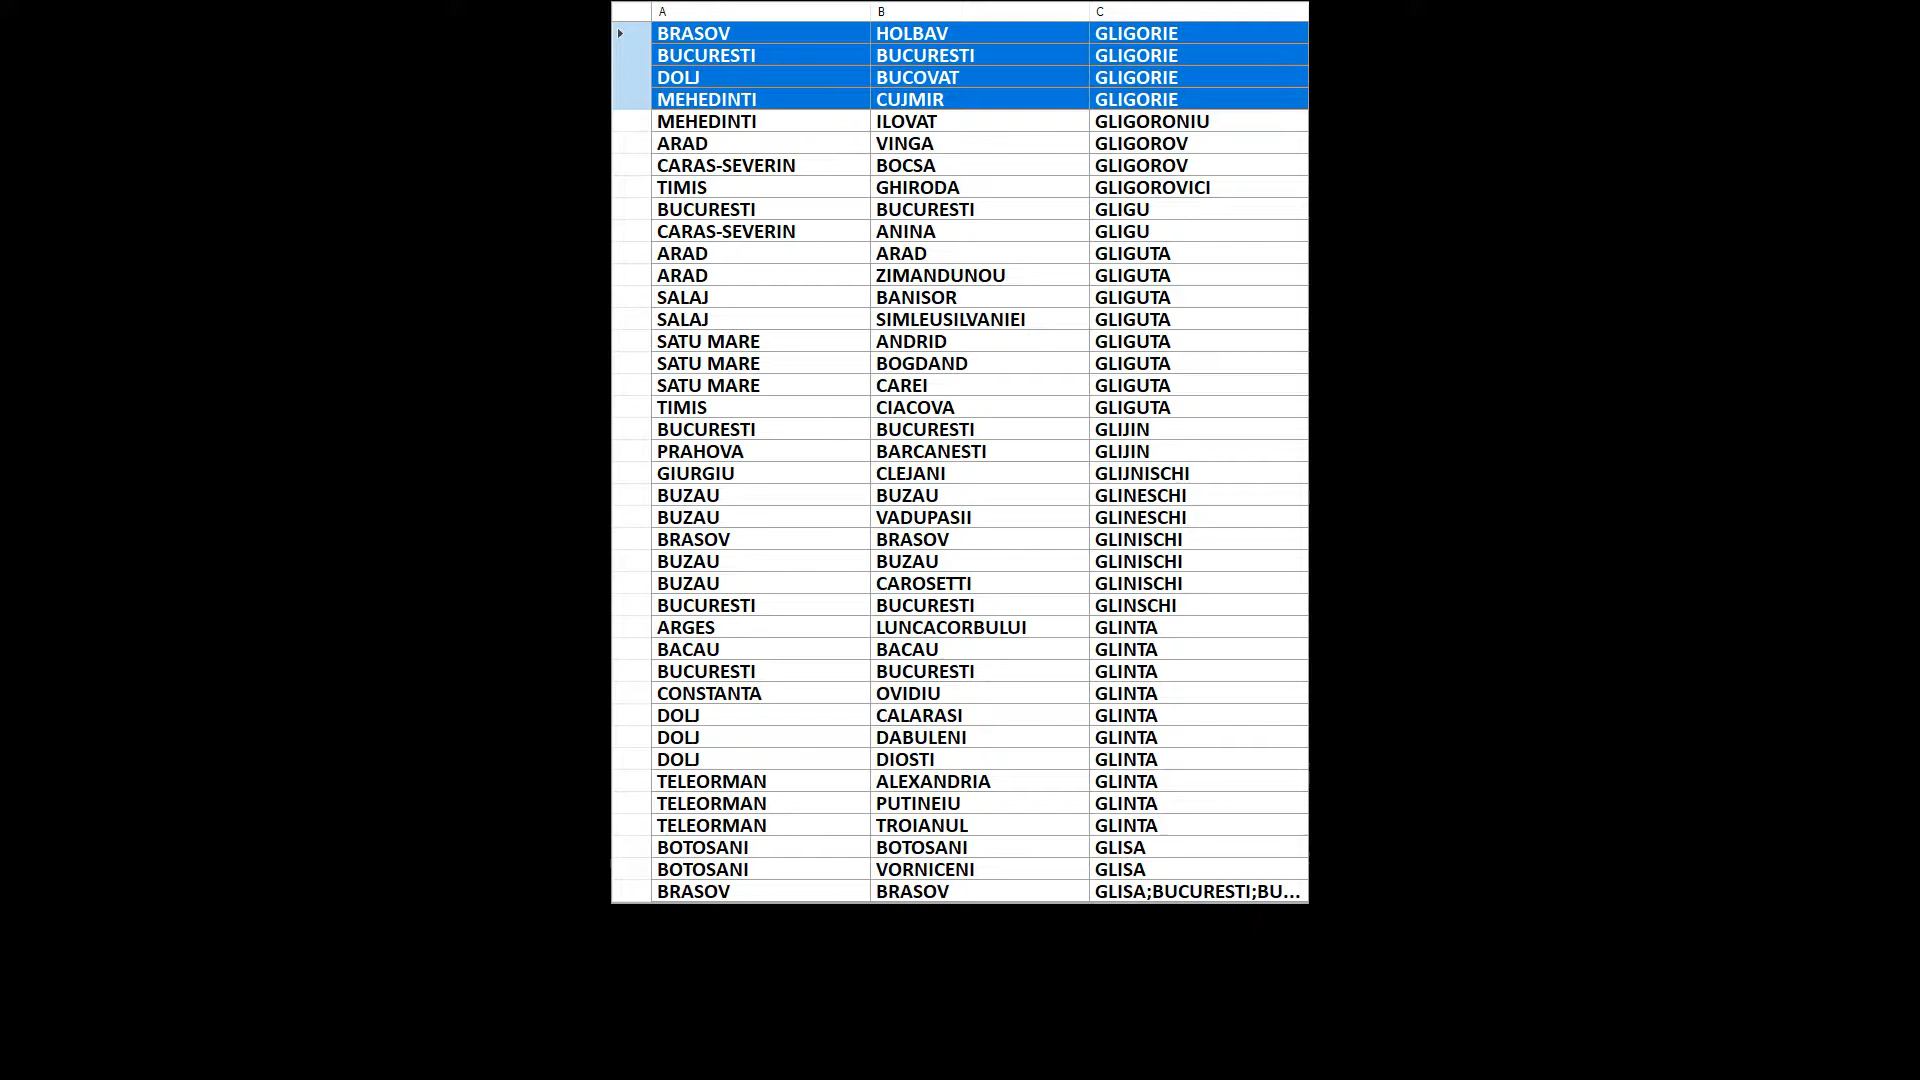 A B C
BRASOV HOLBAV GLIGORIE
BUCURESTI BUCURESTI GLIGORIE
DOLJ BUCOVAT GLIGORIE
MEHEDINTI CUJMIR GLIGORIE
MEHEDINTI ILOVAT GLIGORONIU
ARAD VINGA GLIGOROV
CARAS-SEVERIN BOCSA GLIGOROV
TIMIS GHIRODA GLIGOROVICI
BUCURESTI BUCURESTI GLIGU
CARAS-SEVERIN ANINA GLIGU
ARAD ARAD GLIGUTA
ARAD ZIMANDUNOU GLIGUTA
SALAJ BANISOR GLIGUTA
SALAJ SIMLEUSILVANIEI GLIGUTA
SATU MARE ANDRID GLIGUTA
SATU MARE BOGDAND GLIGUTA
SATU MARE CAREI GLIGUTA
TIMIS CIACOVA GLIGUTA
BUCURESTI BUCURESTI GLIJIN
PRAHOVA BARCANESTI GLIJIN
GIURGIU CLEJANI GLIJNISCHI
BUZAU BUZAU GLINESCHI
BUZAU VADUPASII GLINESCHI
BRASOV BRASOV GLINISCHI
BUZAU BUZAU GLINISCHI
BUZAU CAROSETTI GLINISCHI
BUCURESTI BUCURESTI GLINSCHI
ARGES LUNCACORBULUI GLINTA
BACAU BACAU GLINTA
BUCURESTI BUCURESTI GLINTA
CONSTANTA OVIDIU GLINTA
DOLJ CALARASI GLINTA
DOLJ DABULENI GLINTA
DOLJ DIOSTI GLINTA
TELEORMAN ALEXANDRIA GLINTA
TELEORMAN PUTINEIU GLINTA
TELEORMAN TROIANUL GLINTA
BOTOSANI BOTOSANI GLISA
BOTOSANI VORNICENI GLISA
BRASOV BRASOV GLISA;BUCURESTI;BU...